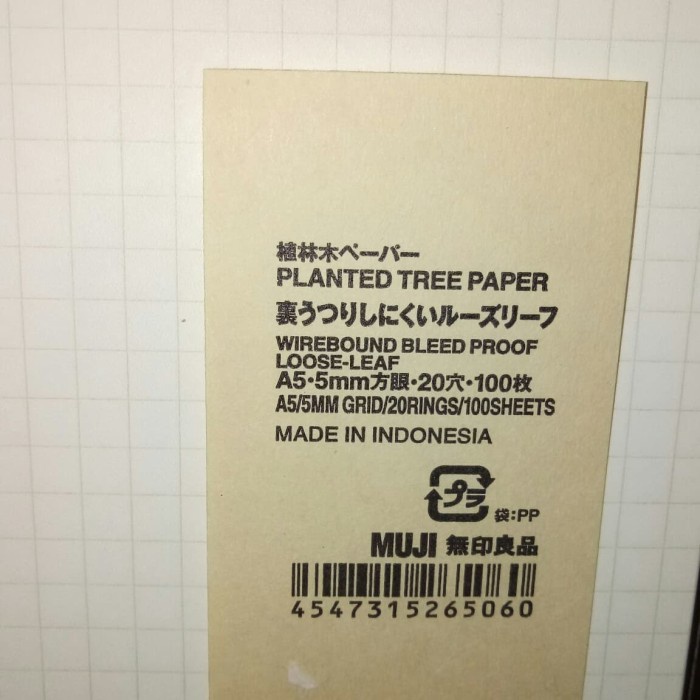 植林木ペーパー
PLANTED TREE PAPER
裏うつりしにくいルーズリーフ
WIREBOUND BLEED PROOF
LOOSE-LEAF
A5・5mm方眼・20穴・100枚
A5/5MM GRID/20RINGS/100SHEETS
MADE IN INDONESIA
プラ
袋:PP
MUJI 無印良品
4547315265060